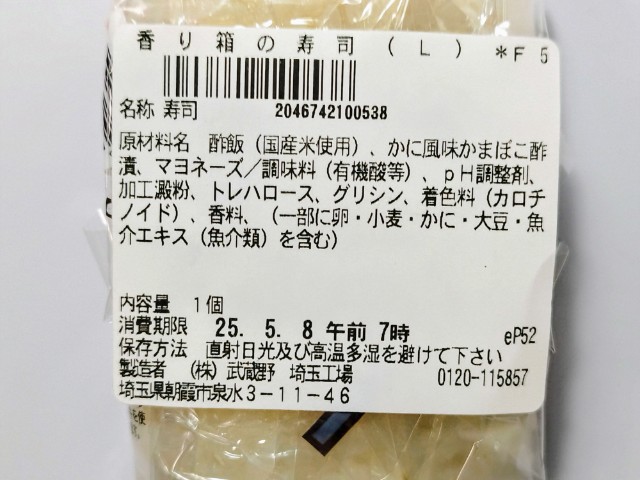 香り箱の寿司(L) *F 5
名称 寿司 2046742100538
原材料名 酢飯(国産米使用)、かに風味かまぼこ酢
漬、マヨネーズ/調味料(有機酸等)、pH調整剤、
加工澱粉、トレハロース、グリシン、着色料(カロチ
ノイド)、香料、(一部に卵・小麦・かに・大豆・魚
介エキス(魚介類)を含む)
内容量 1個
消費期限 25. 5. 8 午前 7時 eP52
保存方法 直射日光及び高温多湿を避けて下さい
製造者 (株)武蔵野 埼玉工場 0120-115857
埼玉県朝霞市泉水3-11-46